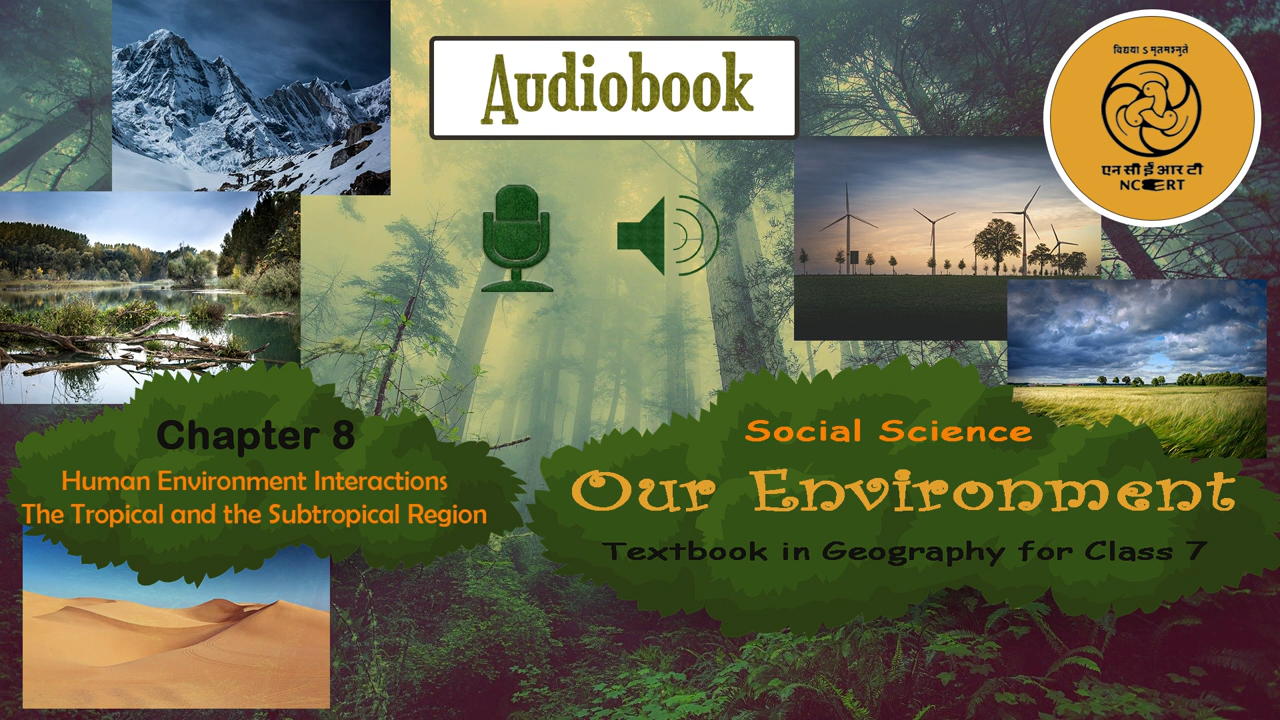 Audiobook
विद्यया ऽ मृतमश्नुते
एन सी ई आर टी
NCERT
Chapter 8
Human Environment Interactions
The Tropical and the Subtropical Region
Social Science
Our Environment
Textbook in Geography for Class 7